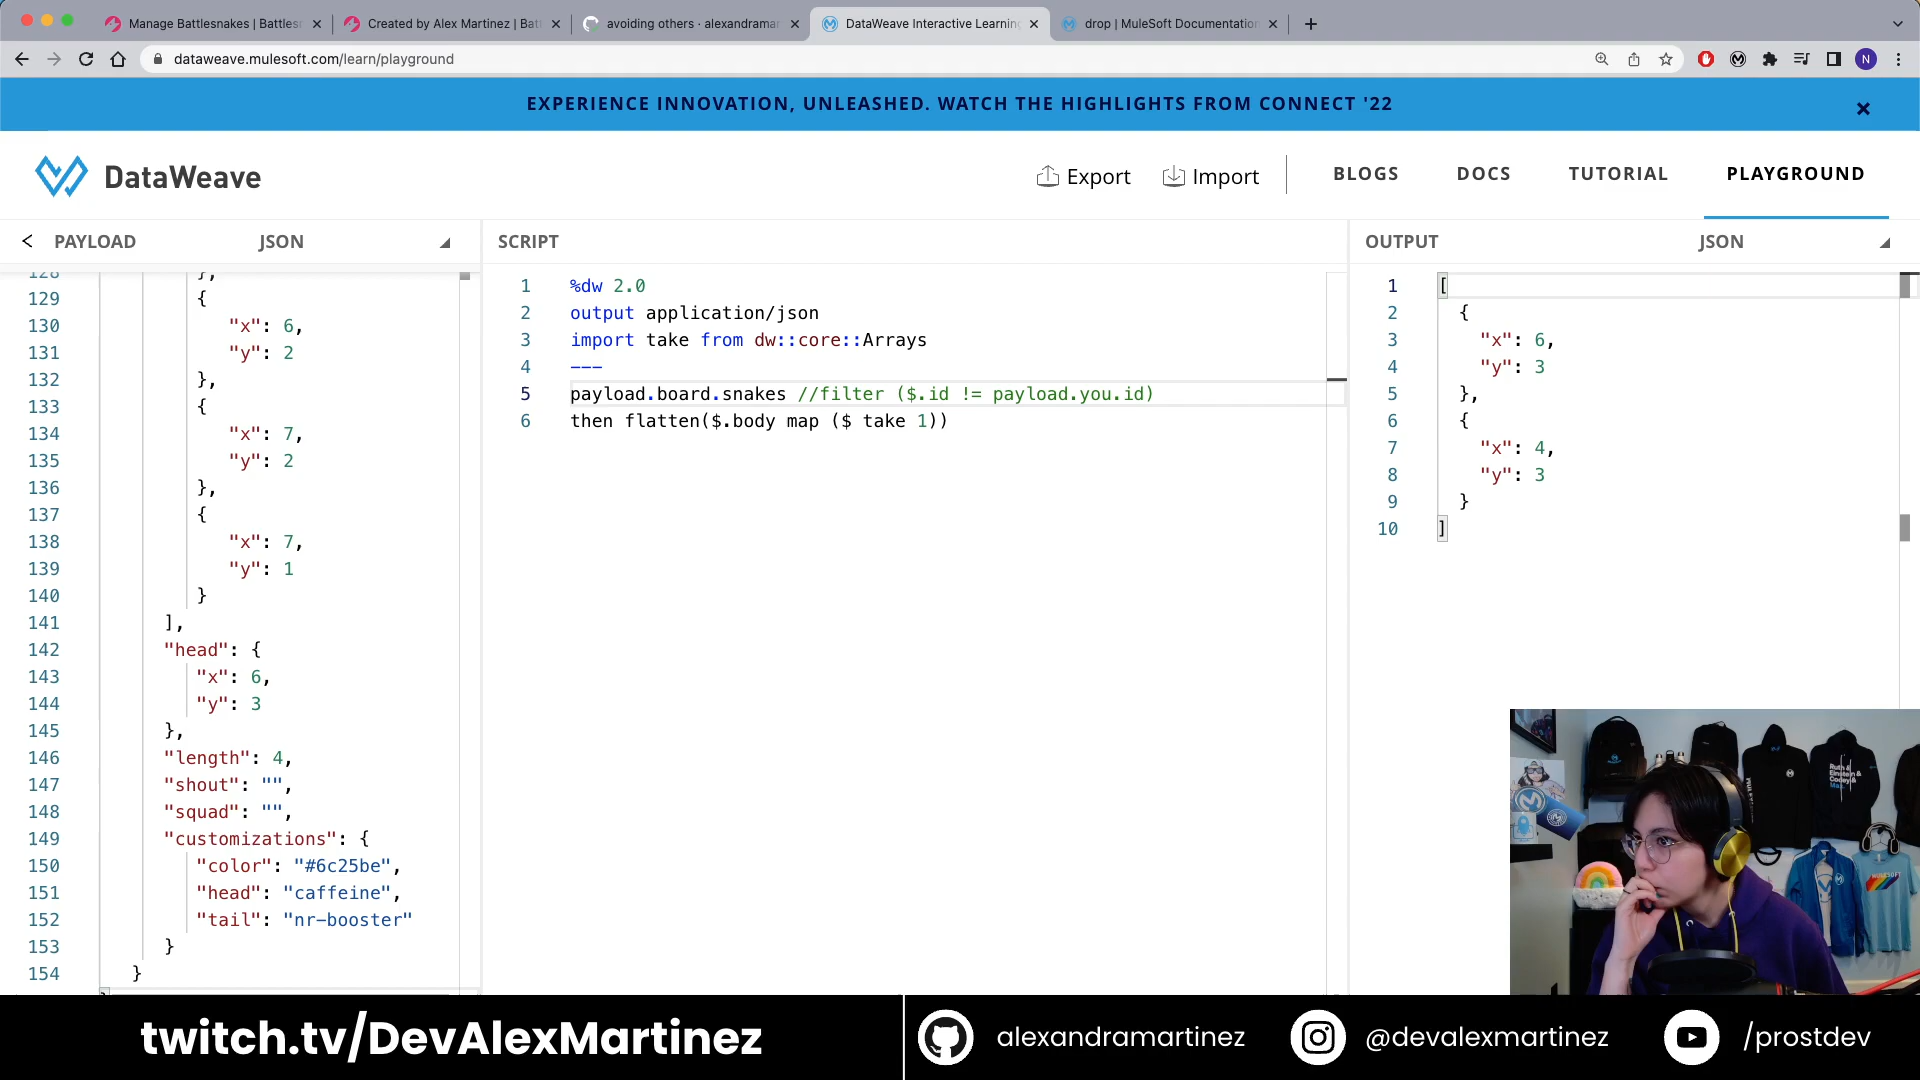 Manage Battlesnakes | Battlesn
Created by Alex Martinez | Batt
avoiding others · alexandramar
DataWeave Interactive Learning
drop | MuleSoft Documentation
dataweave.mulesoft.com/learn/playground
N
EXPERIENCE INNOVATION, UNLEASHED. WATCH THE HIGHLIGHTS FROM CONNECT '22
DataWeave
Export
Import
BLOGS
DOCS
TUTORIAL
PLAYGROUND
PAYLOAD
JSON
128 },
129 {
130 "x": 6,
131 "y": 2
132 },
133 {
134 "x": 7,
135 "y": 2
136 },
137 {
138 "x": 7,
139 "y": 1
140 }
141 ],
142 "head": {
143 "x": 6,
144 "y": 3
145 },
146 "length": 4,
147 "shout": "",
148 "squad": "",
149 "customizations": {
150 "color": "#6c25be",
151 "head": "caffeine",
152 "tail": "nr-booster"
153 }
154 }
SCRIPT
1 %dw 2.0
2 output application/json
3 import take from dw::core::Arrays
4 ---
5 payload.board.snakes //filter ($.id != payload.you.id)
6 then flatten($.body map ($ take 1))
OUTPUT
JSON
1 [
2 {
3 "x": 6,
4 "y": 3
5 },
6 {
7 "x": 4,
8 "y": 3
9 }
10 ]
twitch.tv/DevAlexMartinez
alexandramartinez
@devalexmartinez
/prostdev